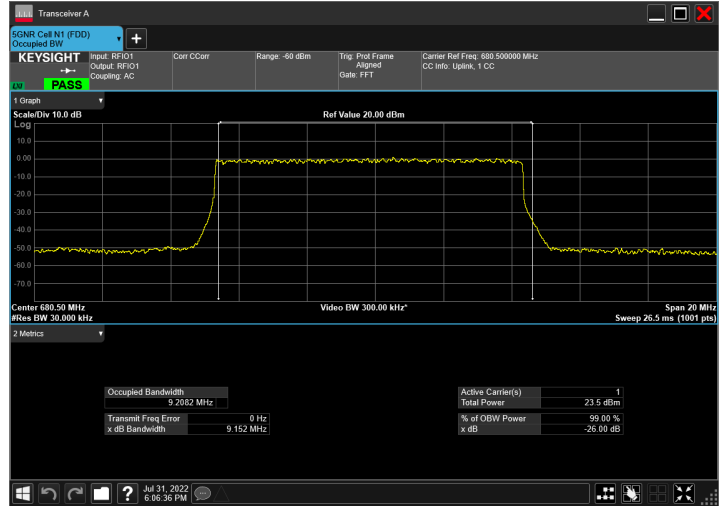 Transceiver A
5GNR Cell N1 (FDD)
Occupied BW
KEYSIGHT
Input: RFIO1
Output: RFIO1
Coupling: AC
Corr CCorr
Range: -60 dBm
Trig: Prot Frame
Aligned
Gate: FFT
Carrier Ref Freq: 680.500000 MHz
CC Info: Uplink, 1 CC
LXI
PASS
1 Graph
Scale/Div 10.0 dB
Ref Value 20.00 dBm
Log
10.0
0.00
-10.0
-20.0
-30.0
-40.0
-50.0
-60.0
-70.0
Center 680.50 MHz
Video BW 300.00 kHz*
Span 20 MHz
#Res BW 30.000 kHz
Sweep 26.5 ms (1001 pts)
2 Metrics
Occupied Bandwidth
9.2082 MHz
Active Carrier(s) 1
Total Power 23.5 dBm
Transmit Freq Error 0 Hz
x dB Bandwidth 9.152 MHz
% of OBW Power 99.00 %
x dB -26.00 dB
?
Jul 31, 2022
6:06:36 PM